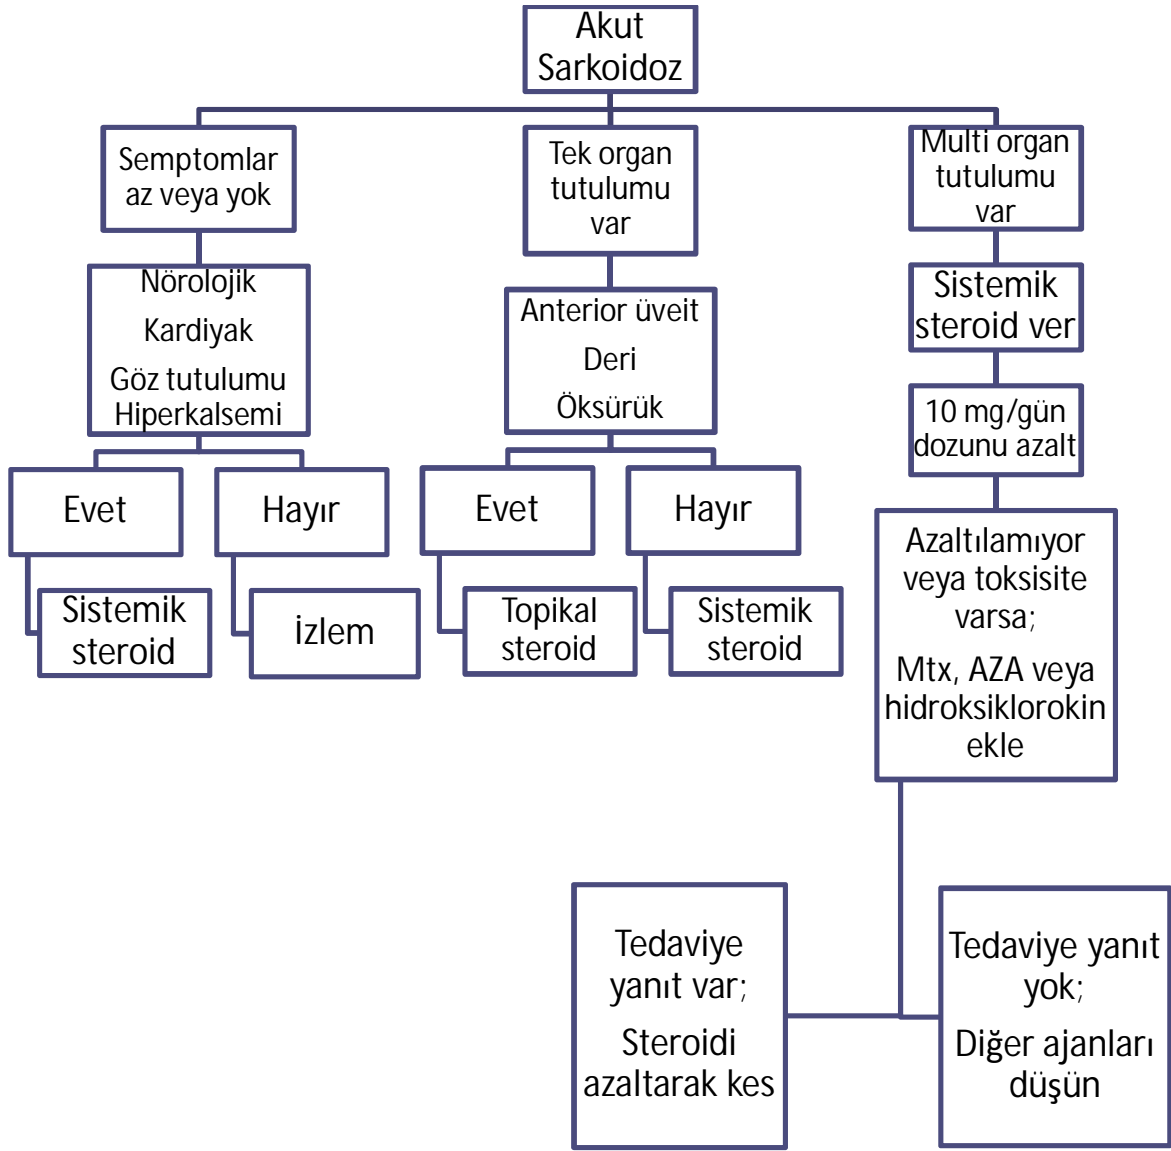 Akut
Sarkoidoz
Semptomlar
az veya yok
Nörolojik
Kardiyak
Göz tutulumu
Hiperkalsemi
Evet
Sistemik
steroid
Hayır
İzlem
Tek organ
tutulumu
var
Anterior üveit
Deri
Öksürük
Evet
Topikal
steroid
Hayır
Sistemik
steroid
Multi organ
tutulumu
var
Sistemik
steroid ver
10 mg/gün
dozunu azalt
Azaltılamıyor
veya toksisite
varsa;
Mtx, AZA veya
hidroksiklorokin
ekle
Tedaviye
yanıt var;
Steroidi
azaltarak kes
Tedaviye yanıt
yok;
Diğer ajanları
düşün